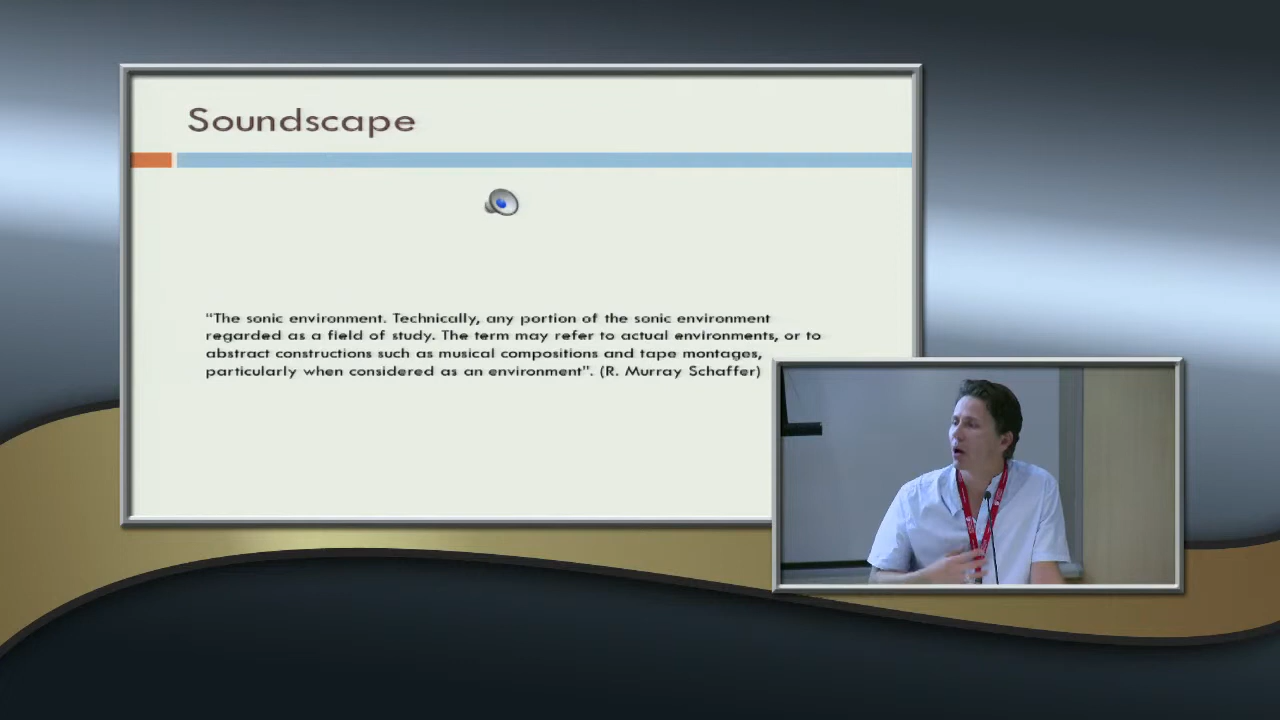 Soundscape
"The sonic environment. Technically, any portion of the sonic environment
regarded as a field of study. The term may refer to actual environments, or to
abstract constructions such as musical compositions and tape montages,
particularly when considered as an environment". (R. Murray Schaffer)